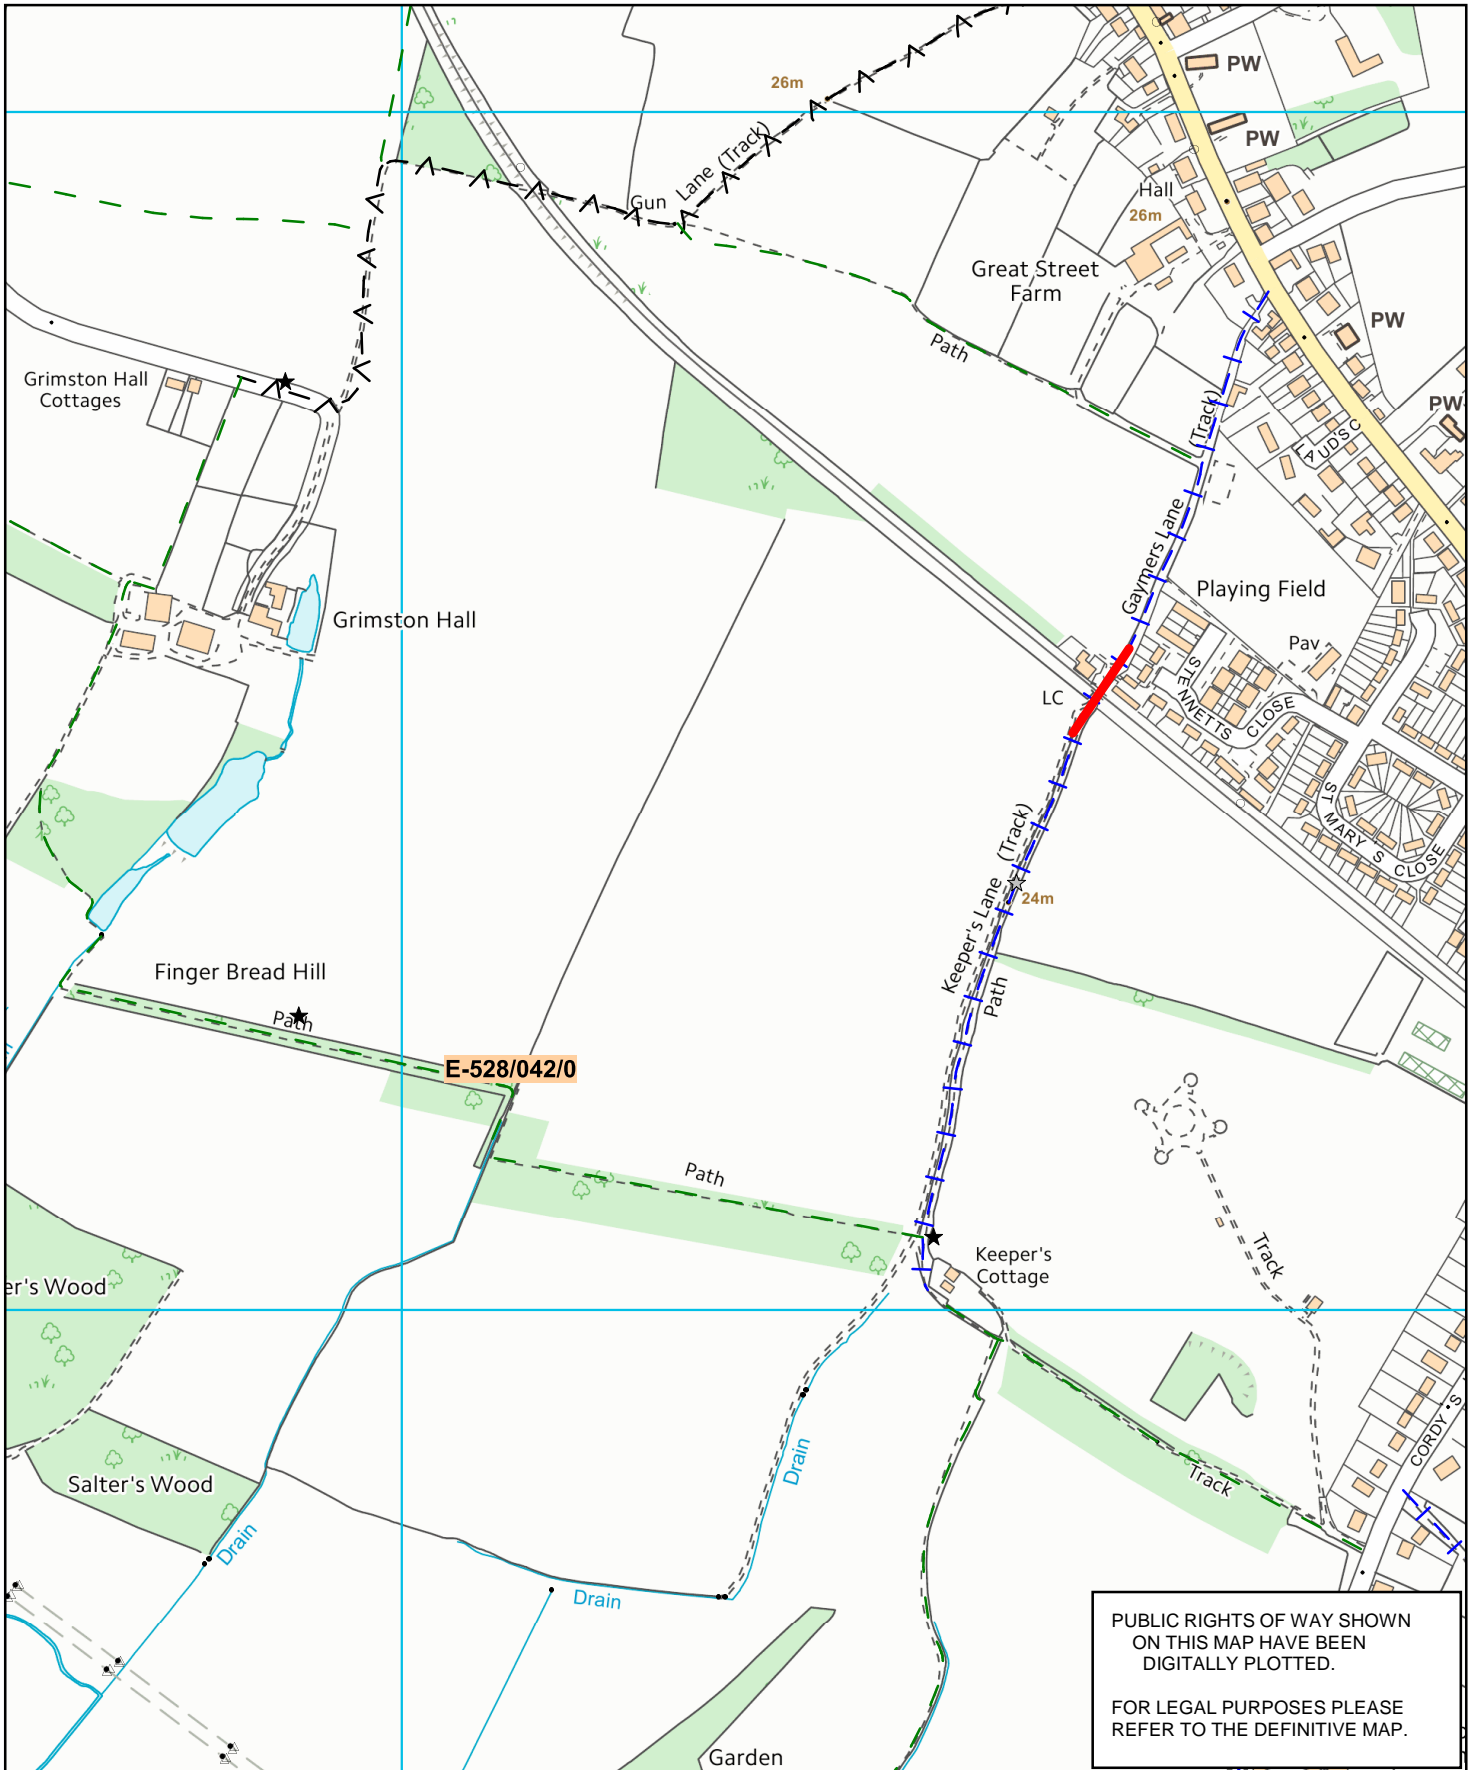 PW
26m
PW
Lane (Track)
Hall
Gun
26m
Great Street
Farm
PW
Path
Grimston Hall
Cottages
(Track)
PW
Gaymers Lane
Playing Field
Grimston Hall
Pav
STENNETTS CLOSE
LC
ST MARY S CLOSE
(Track)
Keeper's Lane
24m
Finger Bread Hill
Path
Path
E-528/042/0
Path
Keeper's
Cottage
Track
er's Wood
CORDY'S
Drain
Track
Salter's Wood
Drain
Drain
PUBLIC RIGHTS OF WAY SHOWN
ON THIS MAP HAVE BEEN
DIGITALLY PLOTTED.
FOR LEGAL PURPOSES PLEASE
REFER TO THE DEFINITIVE MAP.
Garden